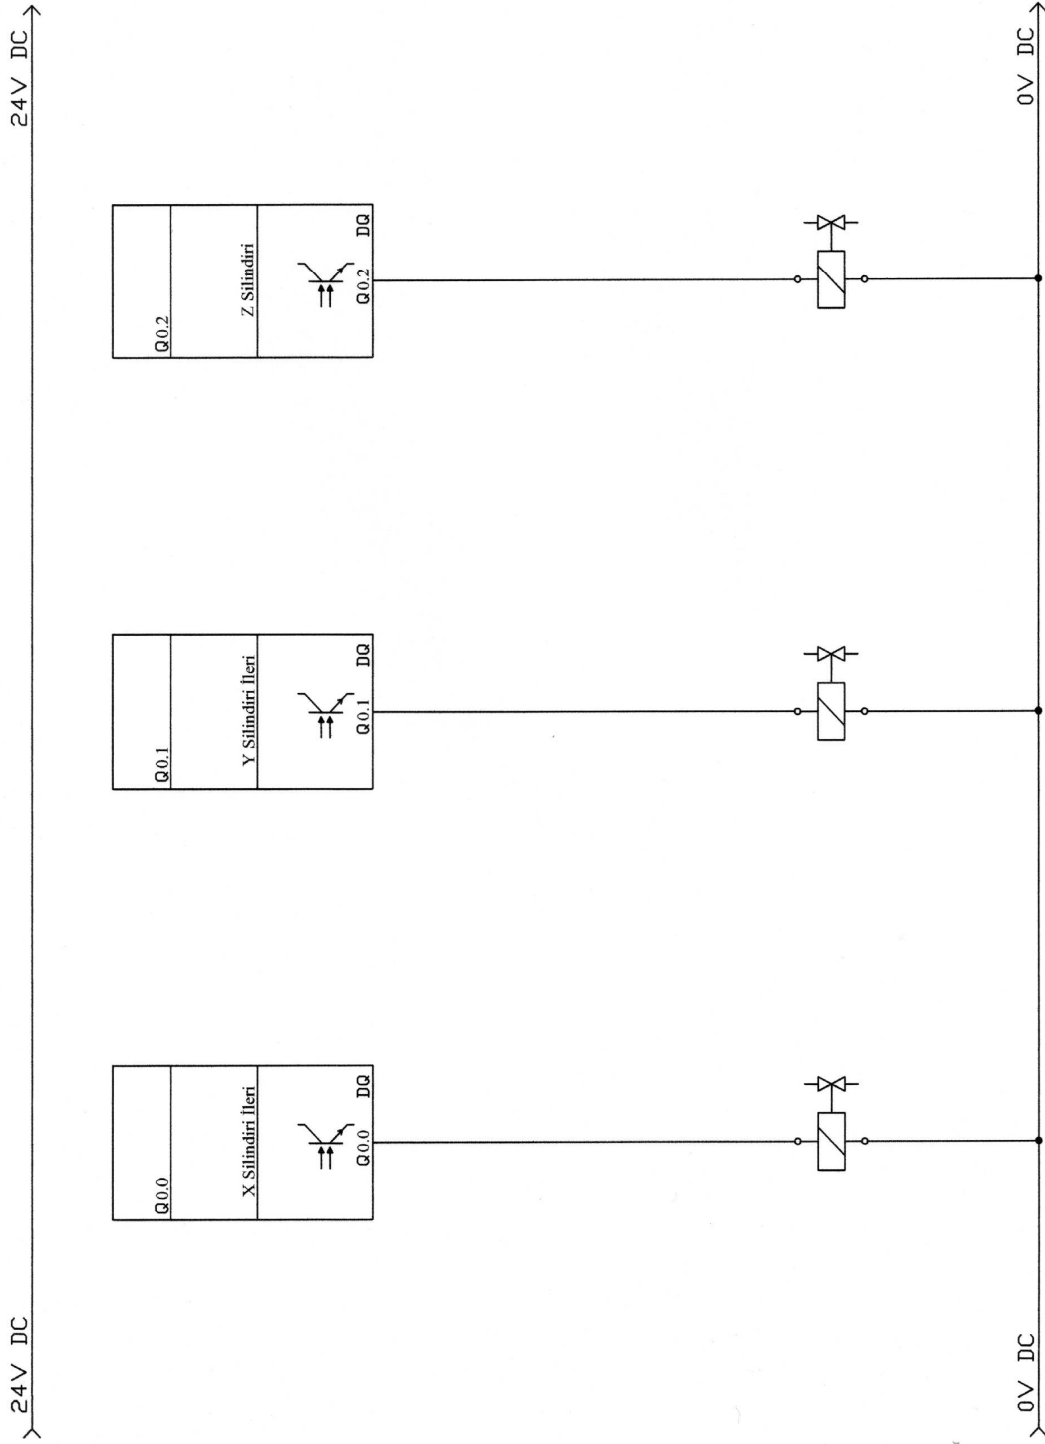 24V DC
24V DC
Q0.0
X Silindiri İleri
Q0.0 DQ
Q0.1
Y Silindiri İleri
Q0.1 DQ
Q0.2
Z Silindiri
Q0.2 DQ
0V DC
0V DC